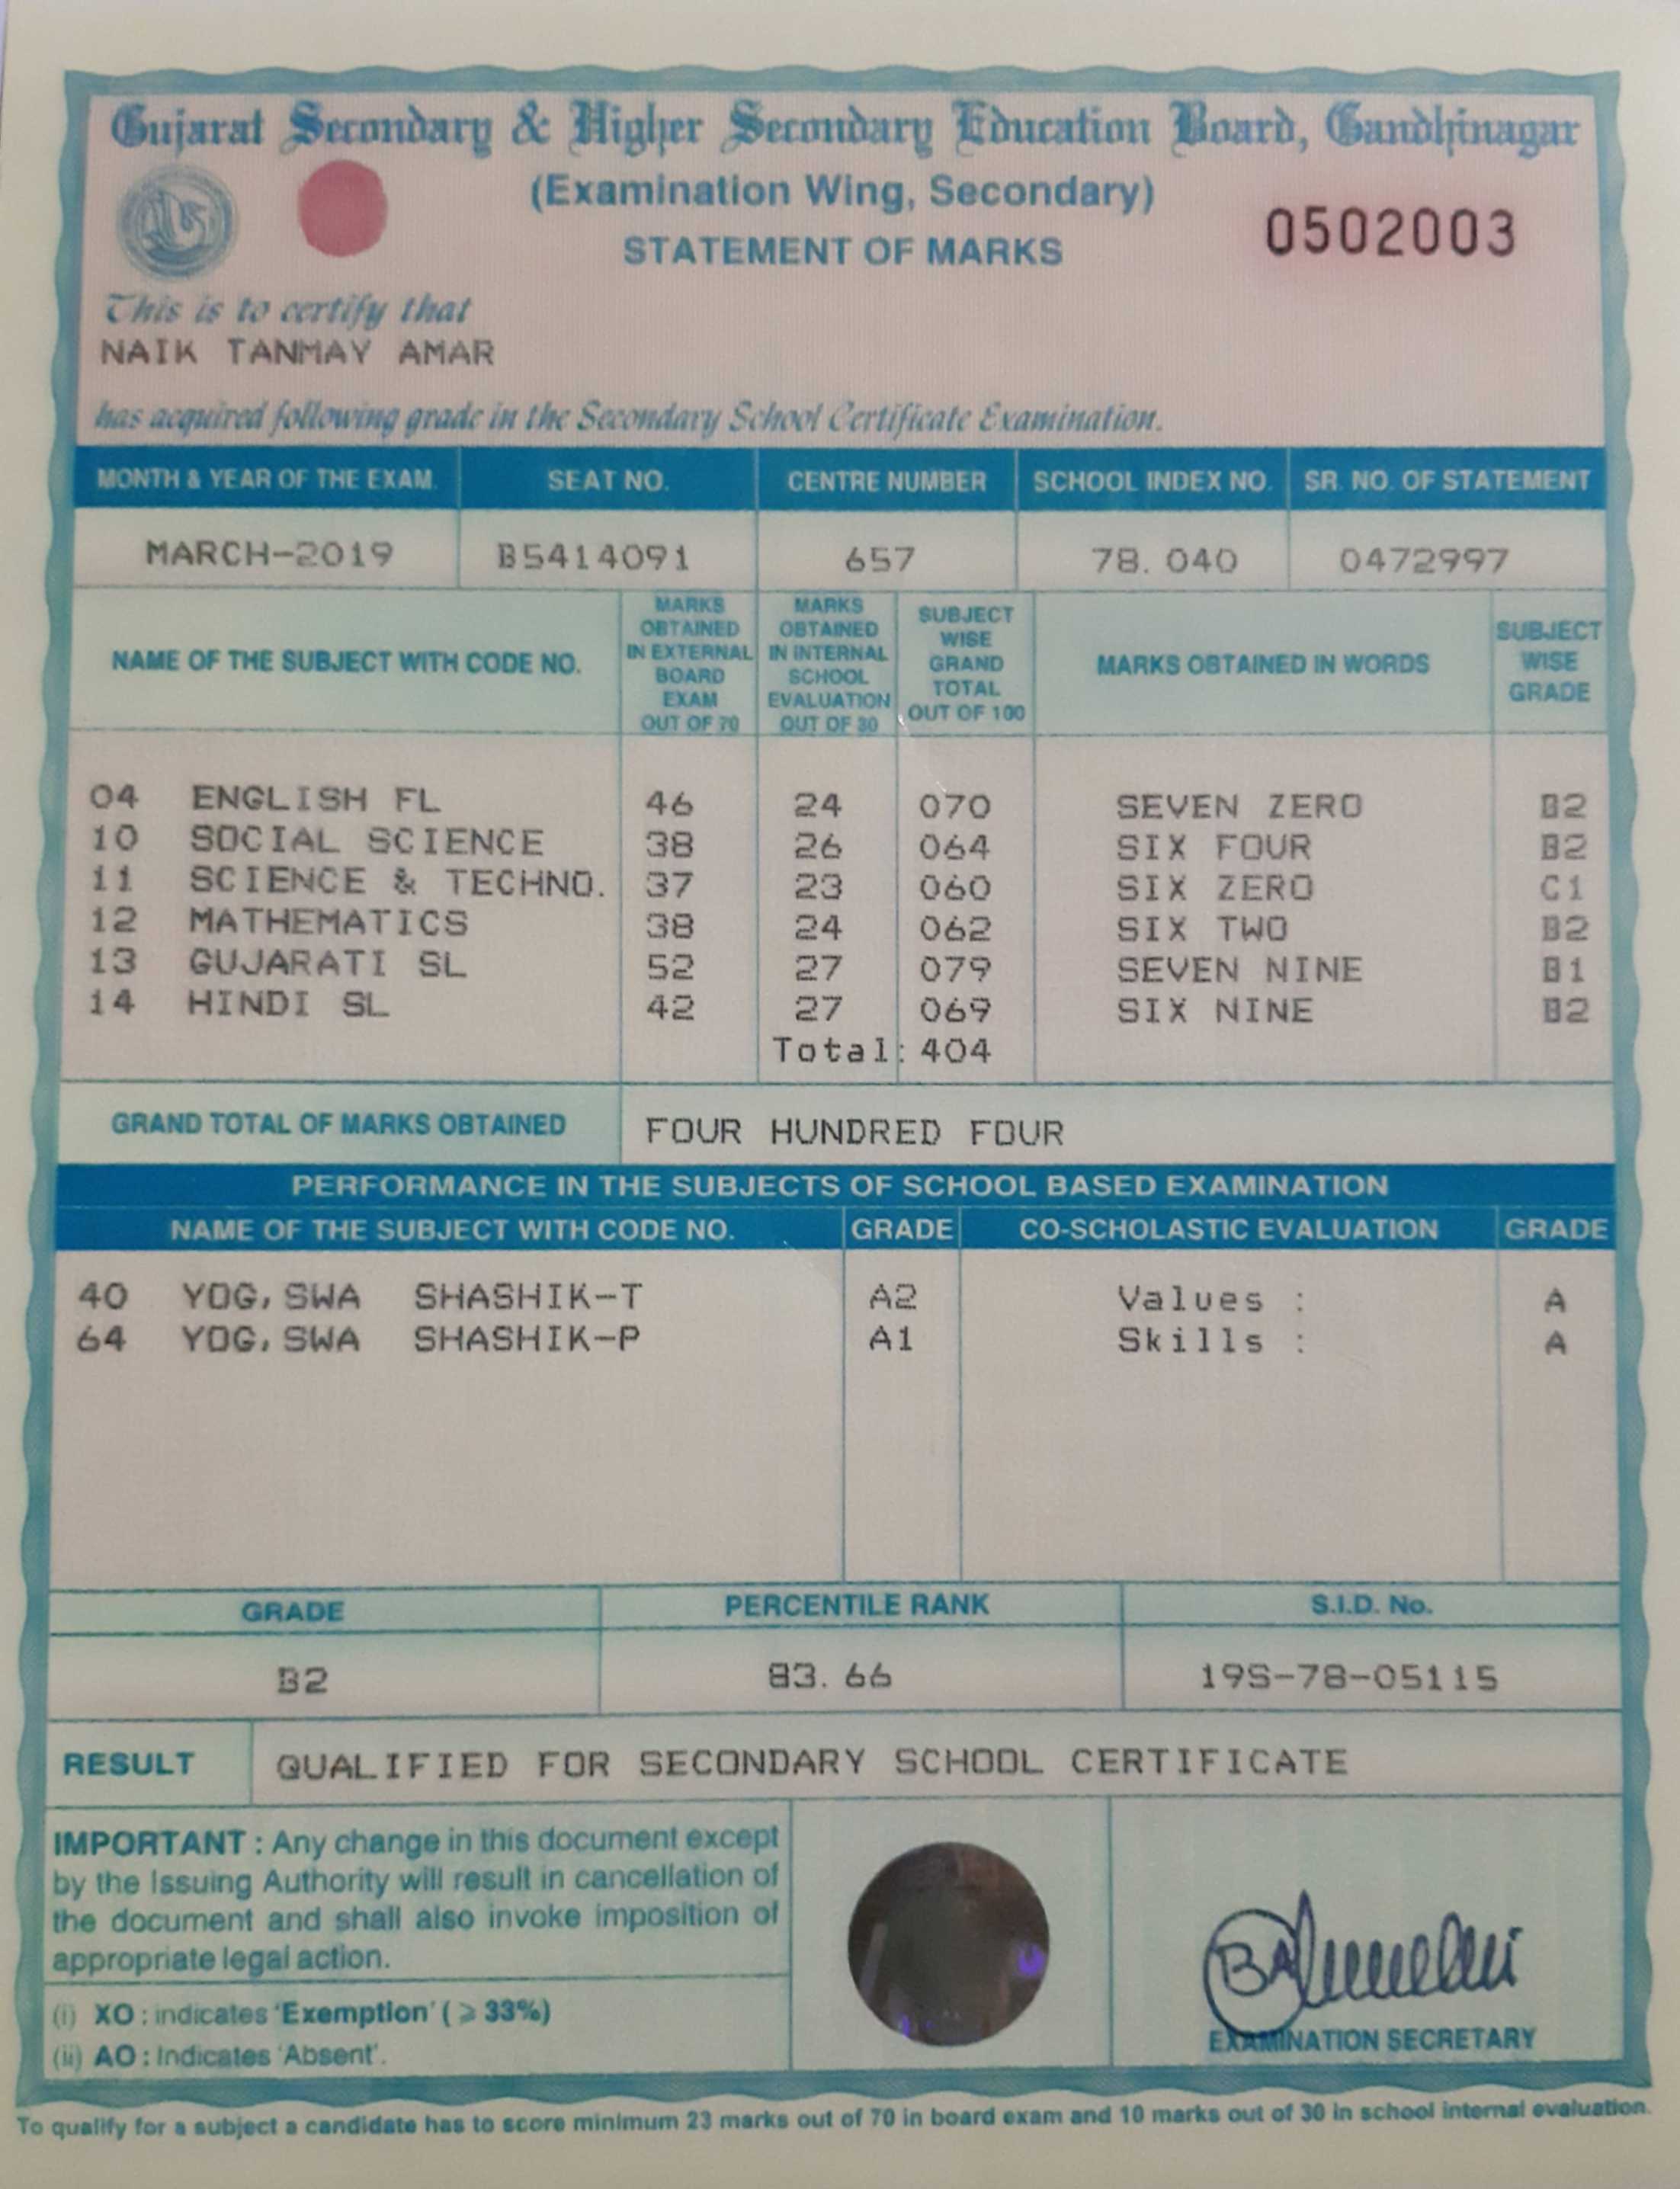 Gujarat Secondary & Higher Secondary Education Board, Gandhinagar
(Examination Wing, Secondary)
STATEMENT OF MARKS
0502003
This is to certify that
NAIK TANMAY AMAR
has acquired following grade in the Secondary School Certificate Examination.
MONTH & YEAR OF THE EXAM. SEAT NO. CENTRE NUMBER SCHOOL INDEX NO. SR. NO. OF STATEMENT
MARCH-2019 B5414091 657 78.040 0472997
NAME OF THE SUBJECT WITH CODE NO. MARKS OBTAINED IN EXTERNAL BOARD EXAM OUT OF 70 MARKS OBTAINED IN INTERNAL SCHOOL EVALUATION OUT OF 30 SUBJECT WISE GRAND TOTAL OUT OF 100 MARKS OBTAINED IN WORDS SUBJECT WISE GRADE
04 ENGLISH FL 46 24 070 SEVEN ZERO B2
10 SOCIAL SCIENCE 38 26 064 SIX FOUR B2
11 SCIENCE & TECHNO. 37 23 060 SIX ZERO C1
12 MATHEMATICS 38 24 062 SIX TWO B2
13 GUJARATI SL 52 27 079 SEVEN NINE B1
14 HINDI SL 42 27 069 SIX NINE B2
Total: 404
GRAND TOTAL OF MARKS OBTAINED FOUR HUNDRED FOUR
PERFORMANCE IN THE SUBJECTS OF SCHOOL BASED EXAMINATION
NAME OF THE SUBJECT WITH CODE NO. GRADE CO-SCHOLASTIC EVALUATION GRADE
40 YOG, SWA SHASHIK-T A2 Values : A
64 YOG, SWA SHASHIK-P A1 Skills : A
GRADE PERCENTILE RANK S.I.D. No.
B2 83.66 19S-78-05115
RESULT QUALIFIED FOR SECONDARY SCHOOL CERTIFICATE
IMPORTANT : Any change in this document except
by the Issuing Authority will result in cancellation of
the document and shall also invoke imposition of
appropriate legal action.
(i) XO : indicates 'Exemption' ( ⩾ 33%)
(ii) AO : Indicates 'Absent'.
EXAMINATION SECRETARY
To qualify for a subject a candidate has to score minimum 23 marks out of 70 in board exam and 10 marks out of 30 in school internal evaluation.